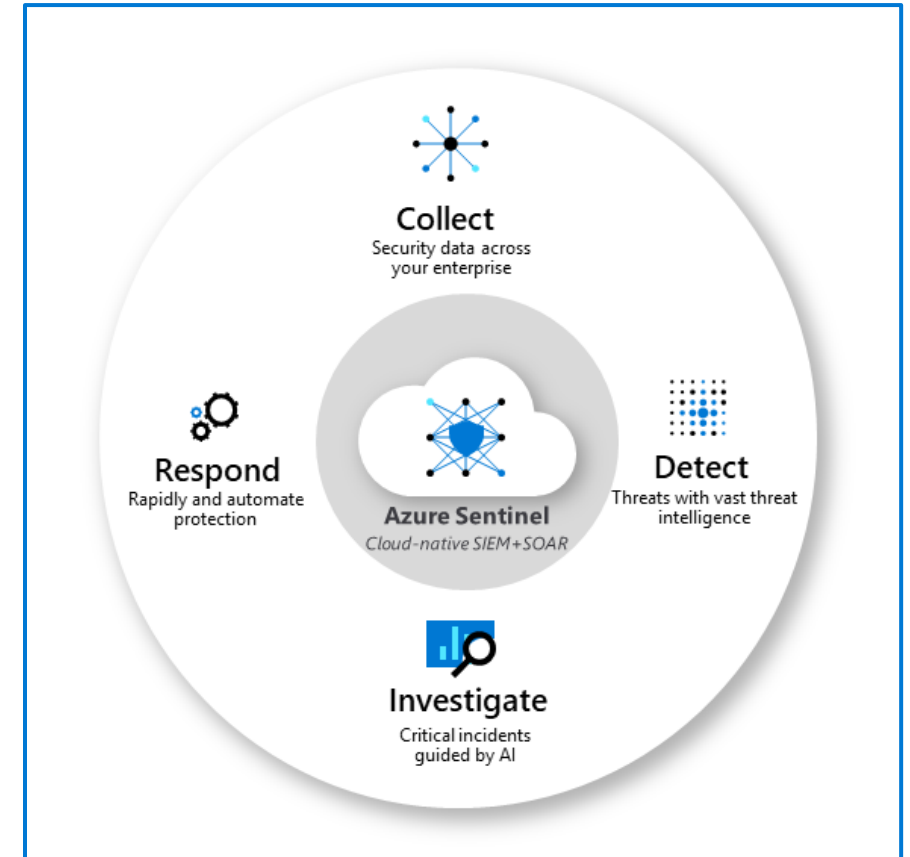 Collect
Security data across
your enterprise
Respond
Rapidly and automate
protection
Azure Sentinel
Cloud-native SIEM+SOAR
Detect
Threats with vast threat
intelligence
Investigate
Critical incidents
guided by AI